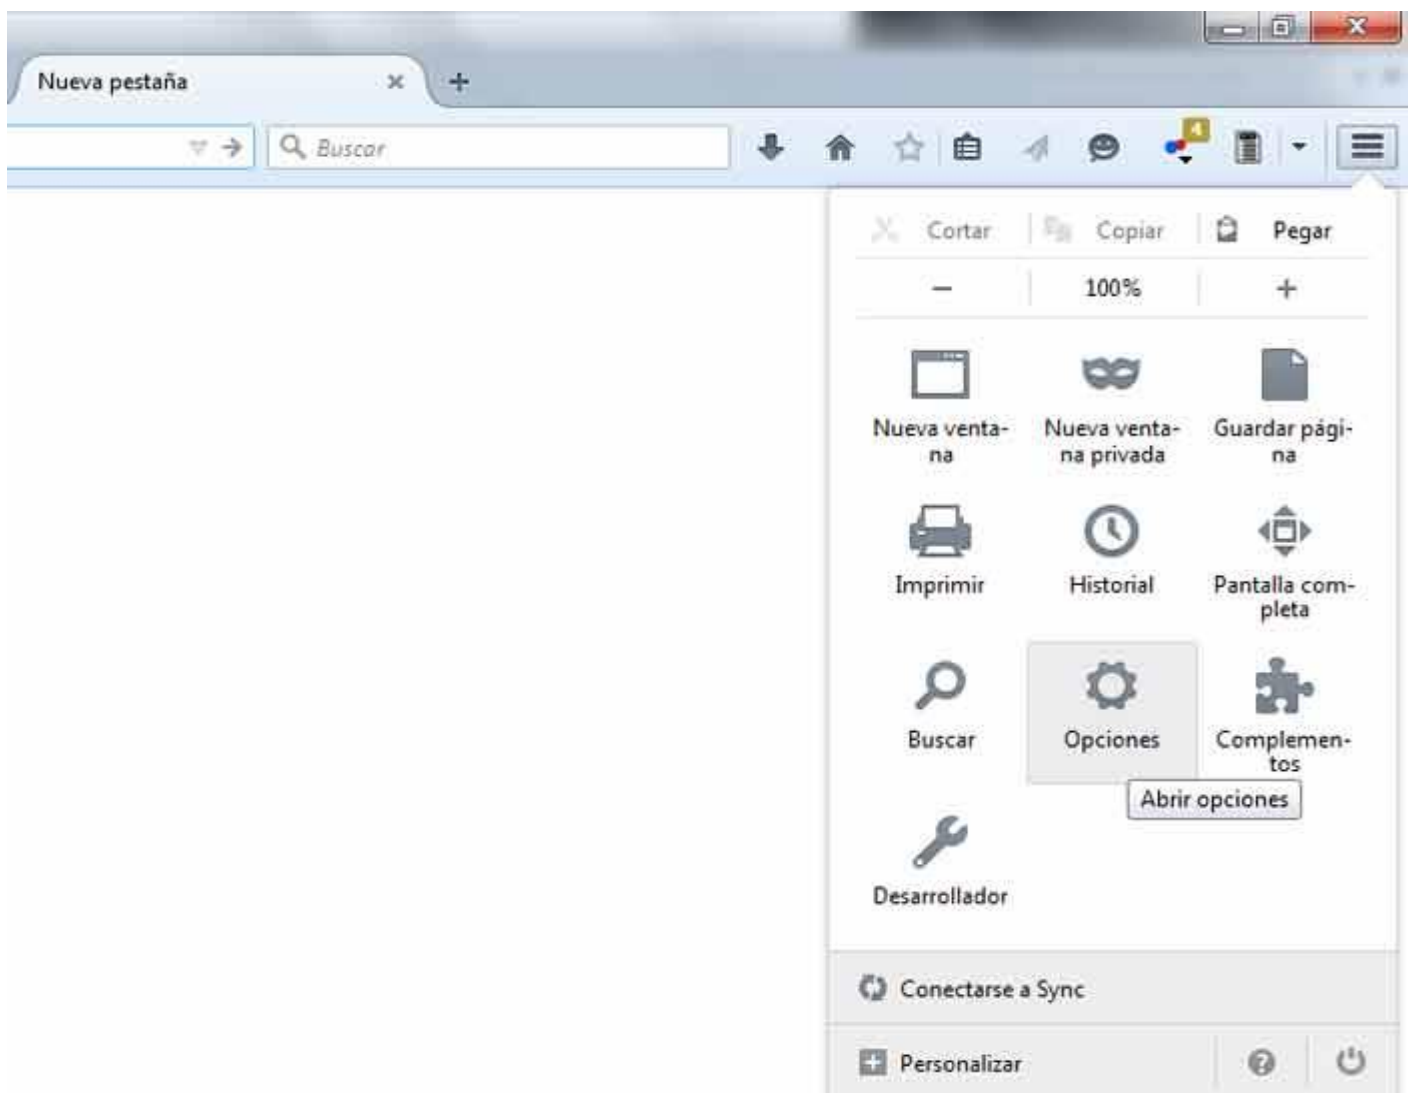 Nueva pestaña
Buscar
4
Cortar
Copiar
Pegar
100%
Nueva venta-
na
Nueva venta-
na privada
Guardar pági-
na
Imprimir
Historial
Pantalla com-
pleta
Buscar
Opciones
Complemen-
tos
Abrir opciones
Desarrollador
Conectarse a Sync
Personalizar